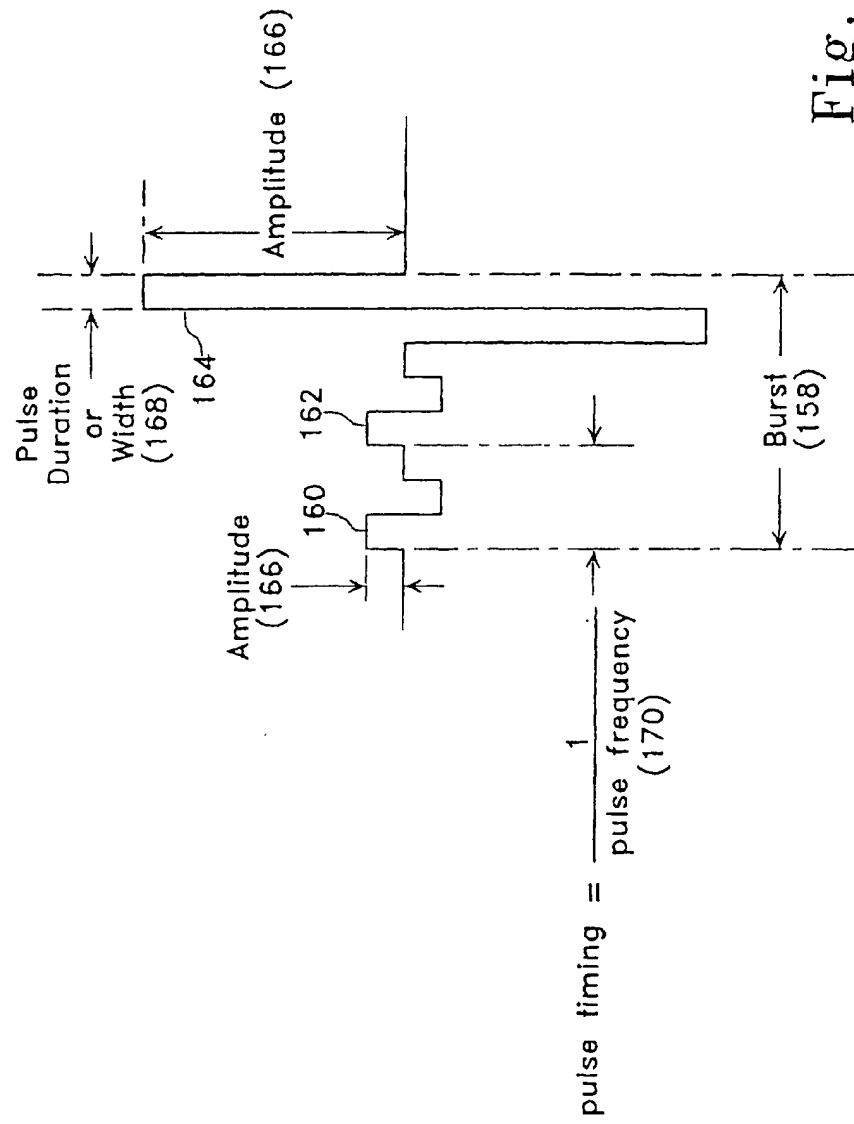 Pulse
Duration
or
Width
(168)
164
Amplitude (166)
Amplitude
(166)
160
162
pulse timing =
1
pulse frequency
(170)
Burst
(158)
Fig.